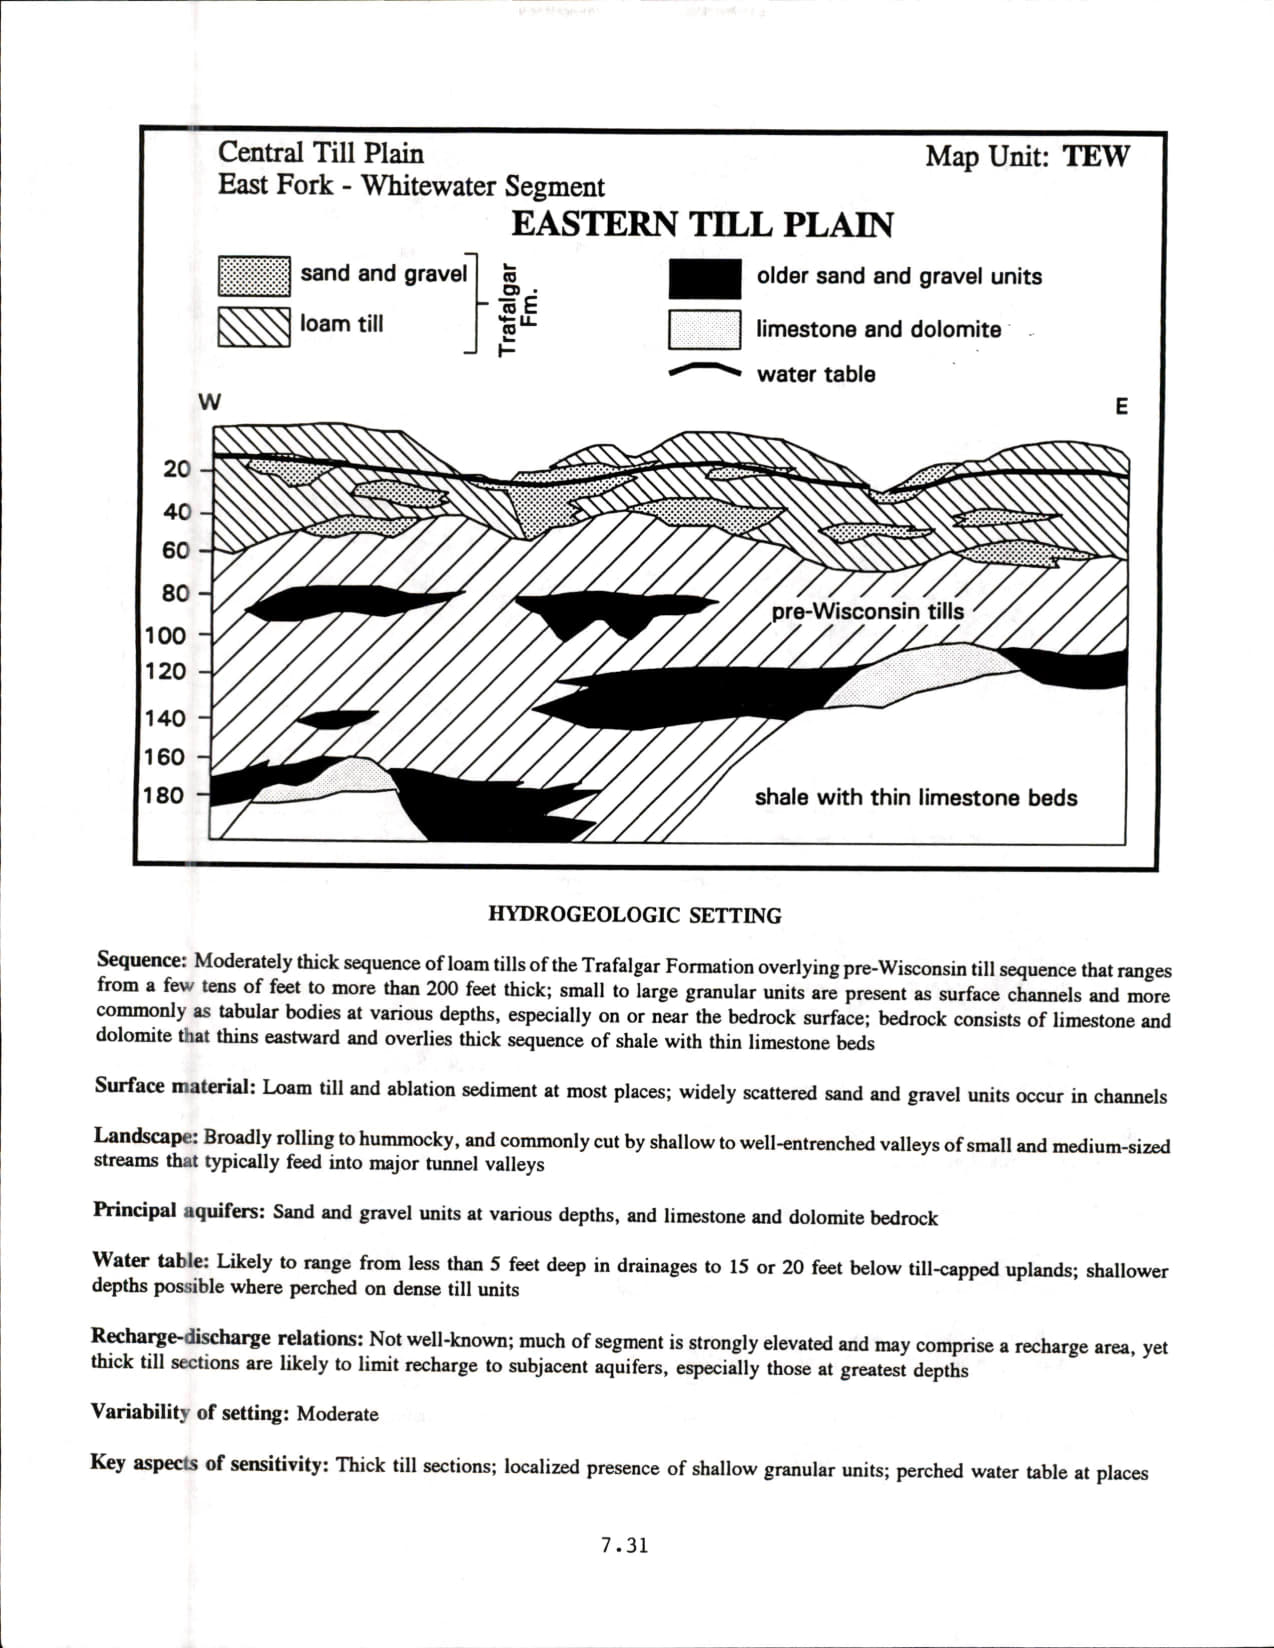 Central Till Plain
Map Unit: TEW
East Fork - Whitewater Segment
EASTERN TILL PLAIN
sand and gravel
loam till
Trafalgar
Fm.
older sand and gravel units
limestone and dolomite
water table
W
E
20
40
60
80
100
120
140
160
180
pre-Wisconsin tills
shale with thin limestone beds
HYDROGEOLOGIC SETTING
Sequence: Moderately thick sequence of loam tills of the Trafalgar Formation overlying pre-Wisconsin till sequence that ranges
from a few tens of feet to more than 200 feet thick; small to large granular units are present as surface channels and more
commonly as tabular bodies at various depths, especially on or near the bedrock surface; bedrock consists of limestone and
dolomite that thins eastward and overlies thick sequence of shale with thin limestone beds
Surface material: Loam till and ablation sediment at most places; widely scattered sand and gravel units occur in channels
Landscape: Broadly rolling to hummocky, and commonly cut by shallow to well-entrenched valleys of small and medium-sized
streams that typically feed into major tunnel valleys
Principal aquifers: Sand and gravel units at various depths, and limestone and dolomite bedrock
Water table: Likely to range from less than 5 feet deep in drainages to 15 or 20 feet below till-capped uplands; shallower
depths possible where perched on dense till units
Recharge-discharge relations: Not well-known; much of segment is strongly elevated and may comprise a recharge area, yet
thick till sections are likely to limit recharge to subjacent aquifers, especially those at greatest depths
Variability of setting: Moderate
Key aspects of sensitivity: Thick till sections; localized presence of shallow granular units; perched water table at places
7.31